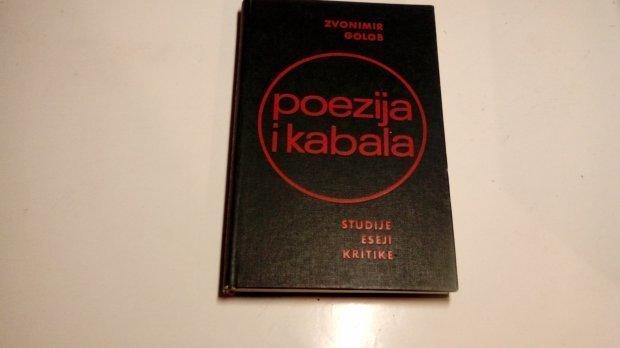 ZVONIMIR
GOLOB
poezija
i kabala
STUDIJE
ESEJI
KRITIKE